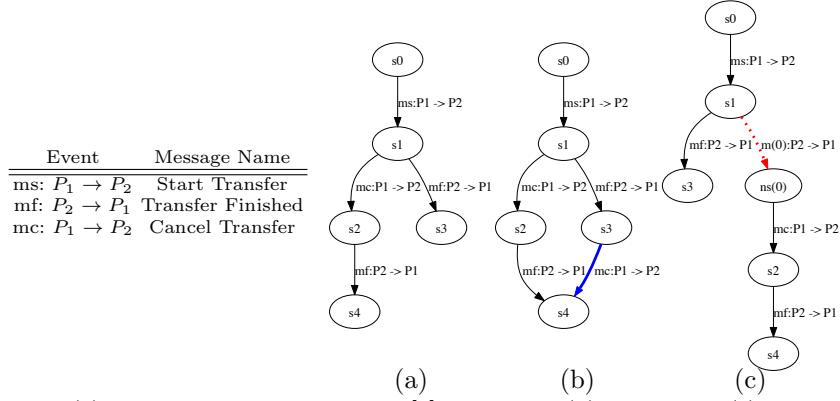 Event Message Name
ms: P₁ → P₂ Start Transfer
mf: P₂ → P₁ Transfer Finished
mc: P₁ → P₂ Cancel Transfer
s0
ms:P1 -> P2
s1
mc:P1 -> P2 mf:P2 -> P1
s2 s3
mf:P2 -> P1
s4
(a)
s0
ms:P1 -> P2
s1
mc:P1 -> P2 mf:P2 -> P1
s2 s3
mf:P2 -> P1 mc:P1 -> P2
s4
(b)
s0
ms:P1 -> P2
s1
mf:P2 -> P1 m(0):P2 -> P1
s3 ns(0)
mc:P1 -> P2
s2
mf:P2 -> P1
s4
(c)